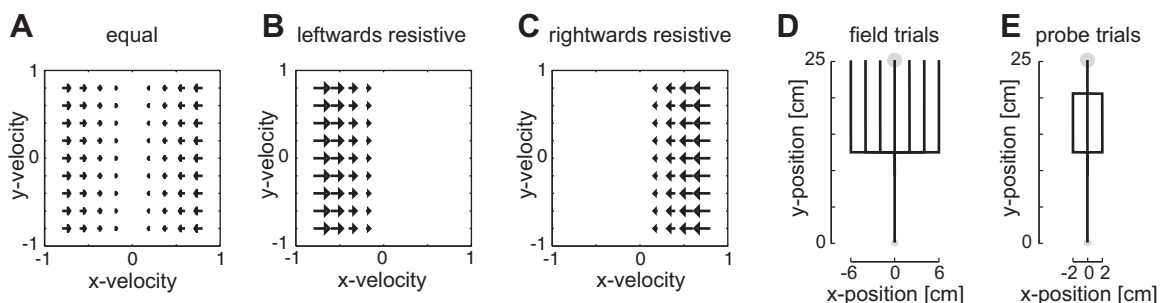 A equal
y-velocity
1
0
-1
-1 0 1
x-velocity
B leftwards resistive
y-velocity
1
0
-1
-1 0 1
x-velocity
C rightwards resistive
y-velocity
1
0
-1
-1 0 1
x-velocity
D field trials
y-position [cm]
25
0
-6 0 6
x-position [cm]
E probe trials
y-position [cm]
25
0
-2 0 2
x-position [cm]